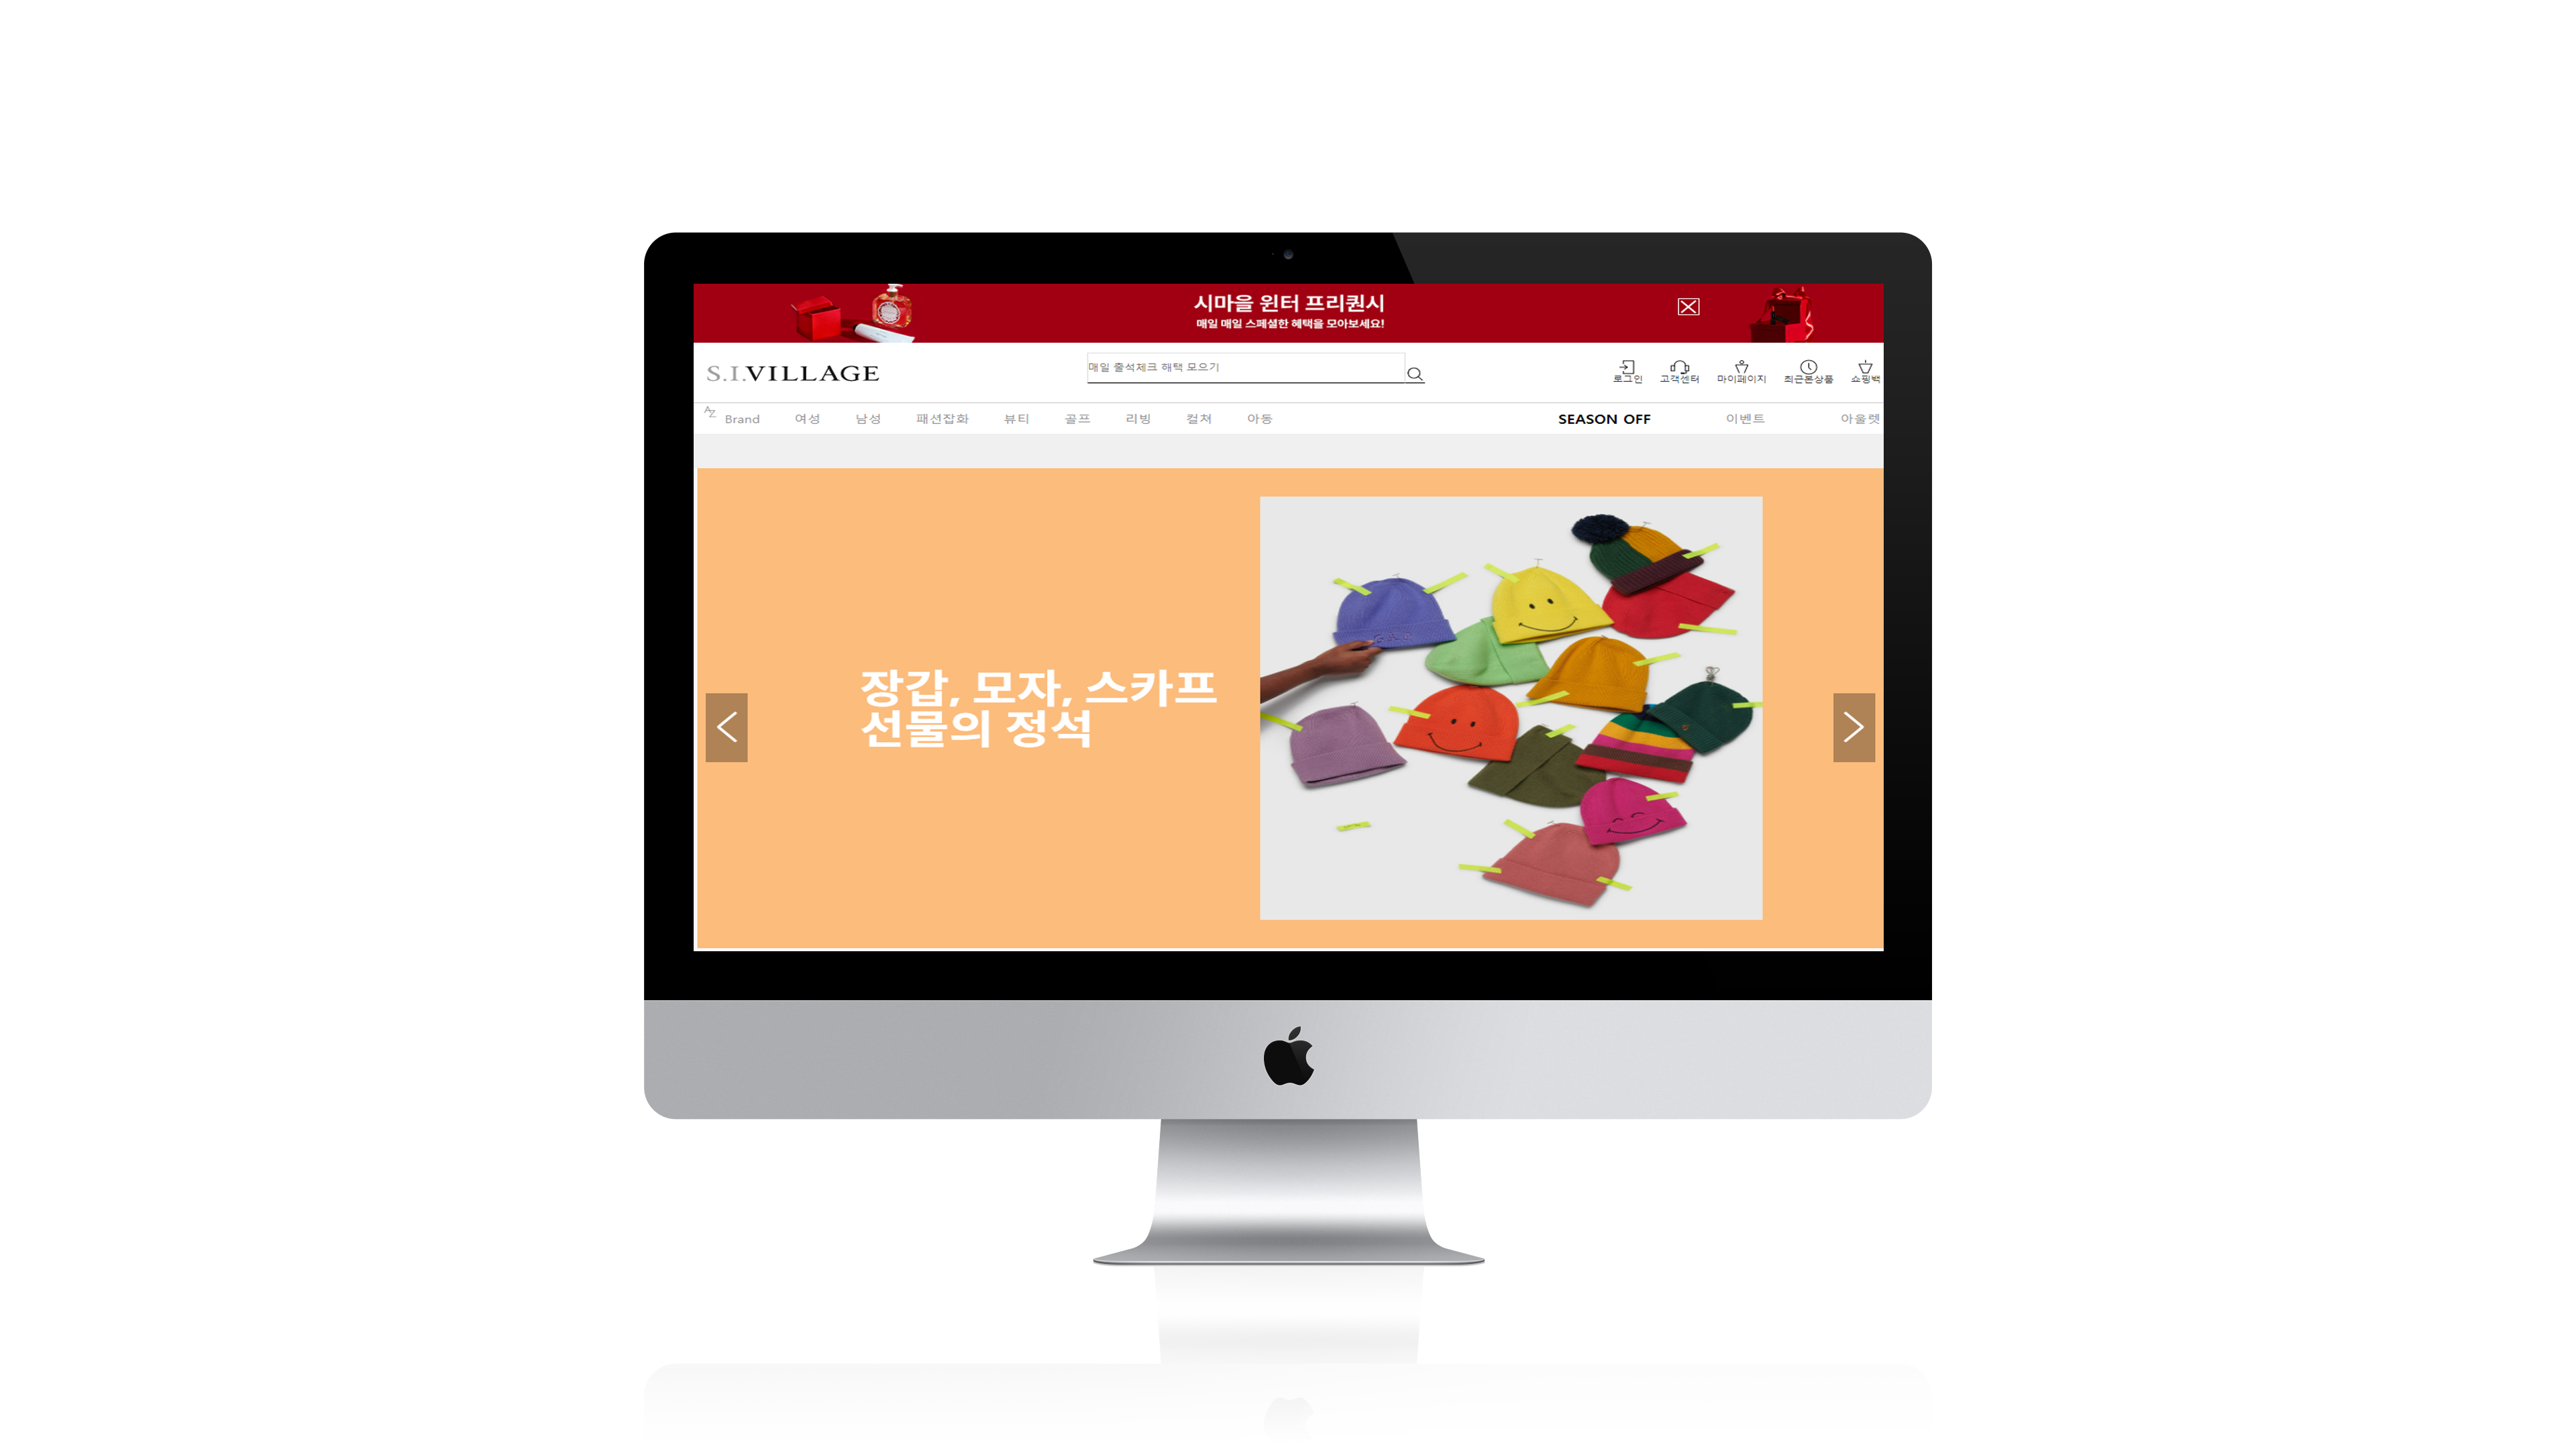 시마을 윈터 프리퀀시
매일 매일 스페셜한 혜택을 모아보세요!
S.I.VILLAGE
매일 출석체크 해택 모으기
로그인 고객센터 마이페이지 최근본상품 쇼핑백
AZ Brand 여성 남성 패션잡화 뷰티 골프 리빙 컬쳐 아동 SEASON OFF 이벤트 아울렛
장갑, 모자, 스카프
선물의 정석